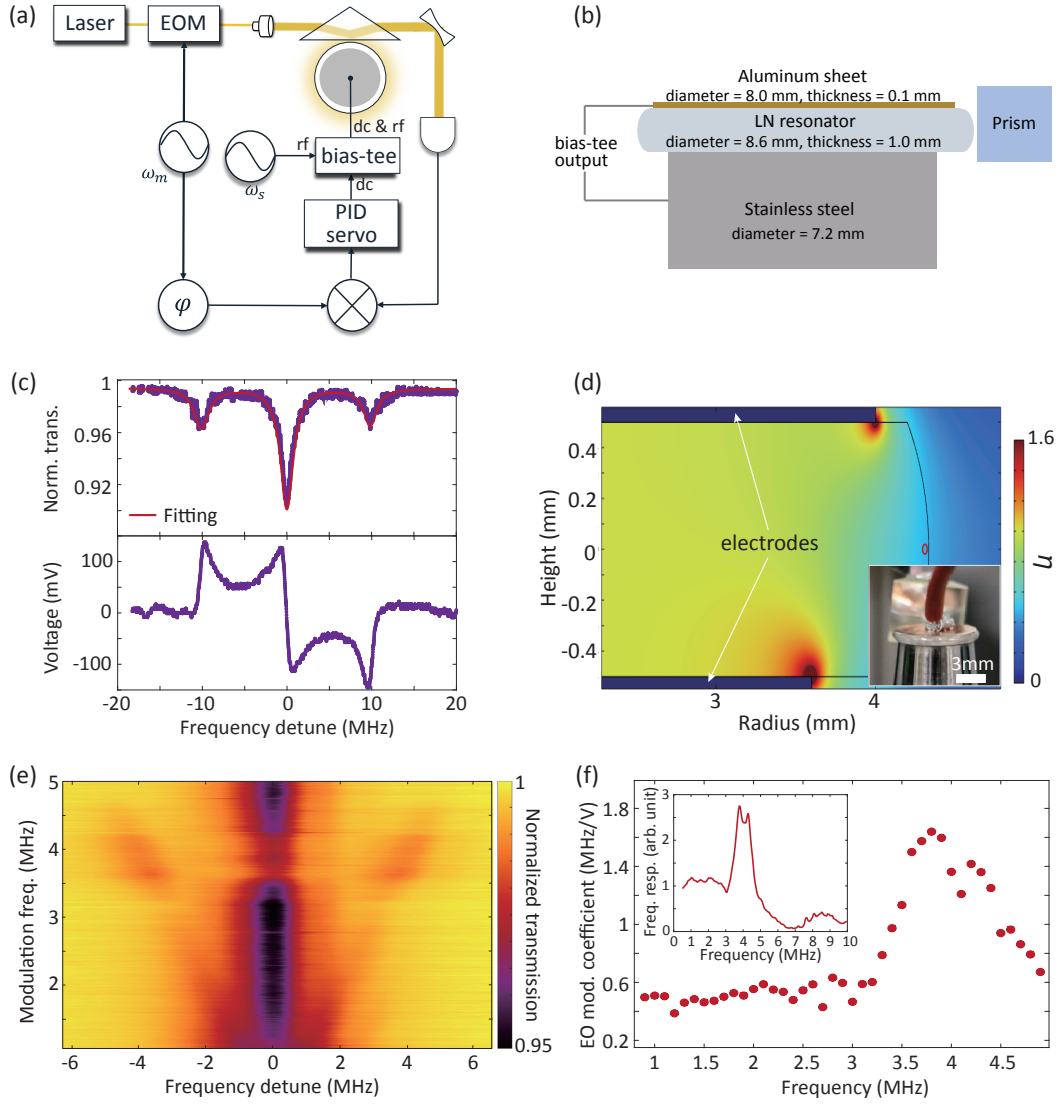 (a)
Laser
EOM
dc & rf
rf
bias-tee
ω_m
ω_s
dc
PID
servo
φ
(b)
Aluminum sheet
diameter = 8.0 mm, thickness = 0.1 mm
LN resonator
diameter = 8.6 mm, thickness = 1.0 mm
Prism
bias-tee
output
Stainless steel
diameter = 7.2 mm
(c)
1
0.96
0.92
Norm. trans.
Fitting
100
0
-100
Voltage (mV)
-20 -10 0 10 20
Frequency detune (MHz)
(d)
0.4
0.2
0
-0.2
-0.4
Height (mm)
electrodes
3mm
3 4
Radius (mm)
1.6
η
0
(e)
5
4
3
2
Modulation freq. (MHz)
-6 -4 -2 0 2 4 6
Frequency detune (MHz)
1
Normalized transmission
0.95
(f)
1.8
1.4
1
0.6
0.2
EO mod. coefficient (MHz/V)
1 1.5 2 2.5 3 3.5 4 4.5
Frequency (MHz)
3
2
1
0
Freq. resp. (arb. unit)
0 1 2 3 4 5 6 7 8 9 10
Frequency (MHz)